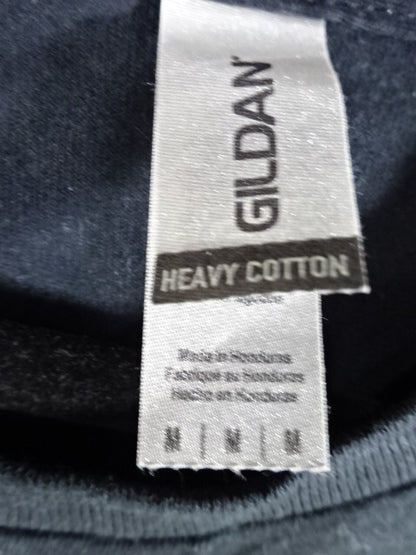 GILDAN
HEAVY COTTON
Made in Honduras
Fabriqué au Honduras
Hecho en Honduras
M | M | M